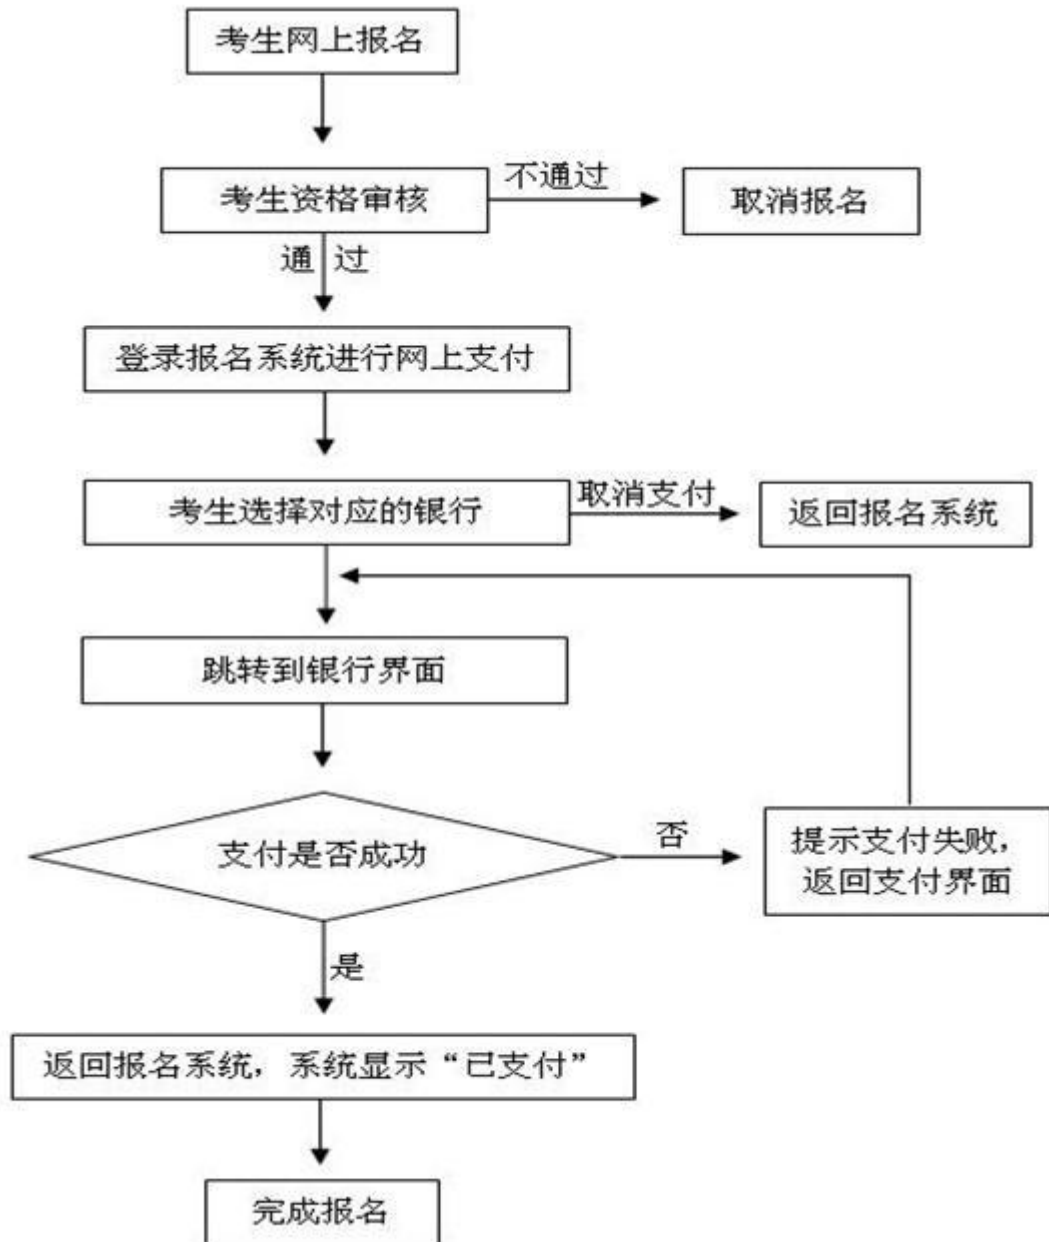 考生网上报名
考生资格审核
不通过
取消报名
通过
登录报名系统进行网上支付
考生选择对应的银行
取消支付
返回报名系统
跳转到银行界面
支付是否成功
否
提示支付失败，
返回支付界面
是
返回报名系统，系统显示“已支付”
完成报名